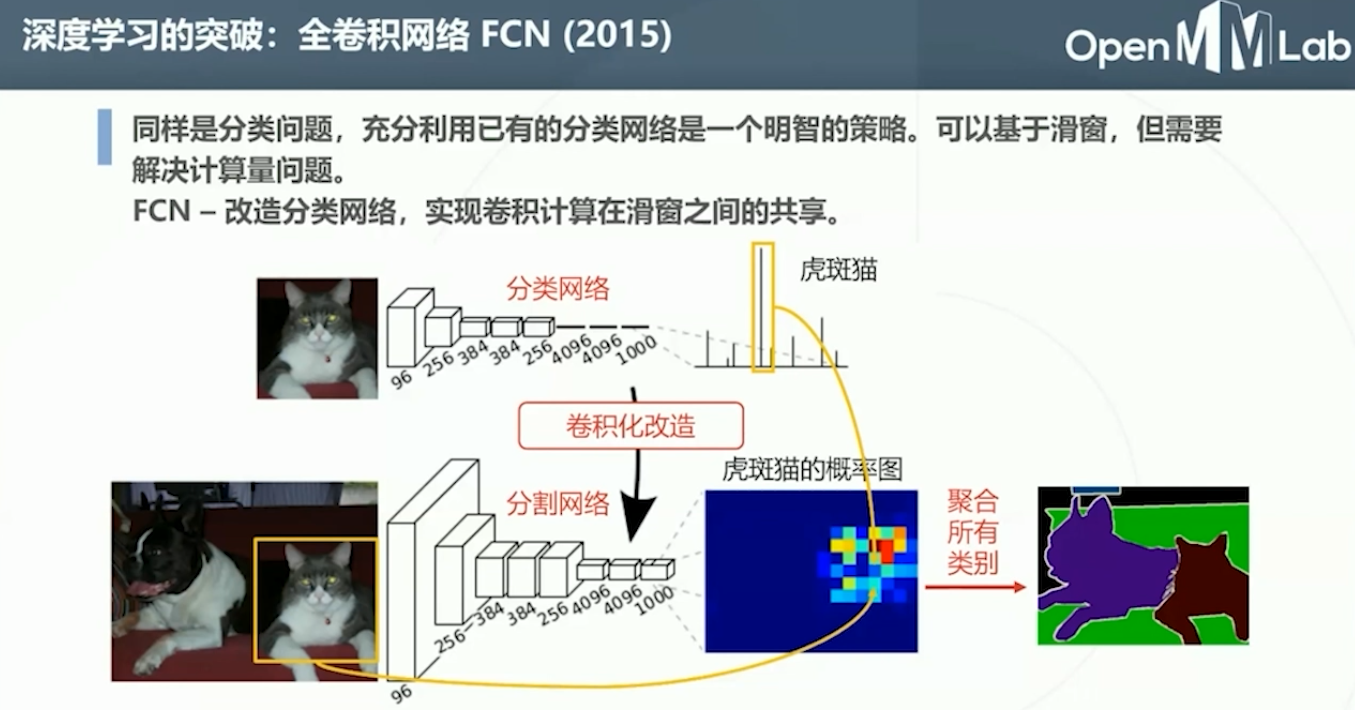 深度学习的突破：全卷积网络 FCN (2015)
OpenMMLab
同样是分类问题，充分利用已有的分类网络是一个明智的策略。可以基于滑窗，但需要
解决计算量问题。
FCN – 改造分类网络，实现卷积计算在滑窗之间的共享。
分类网络
虎斑猫
96
256
384
384
256
4096
4096
1000
卷积化改造
虎斑猫的概率图
分割网络
聚合
所有
类别
96
256
384
384
256
4096
4096
1000